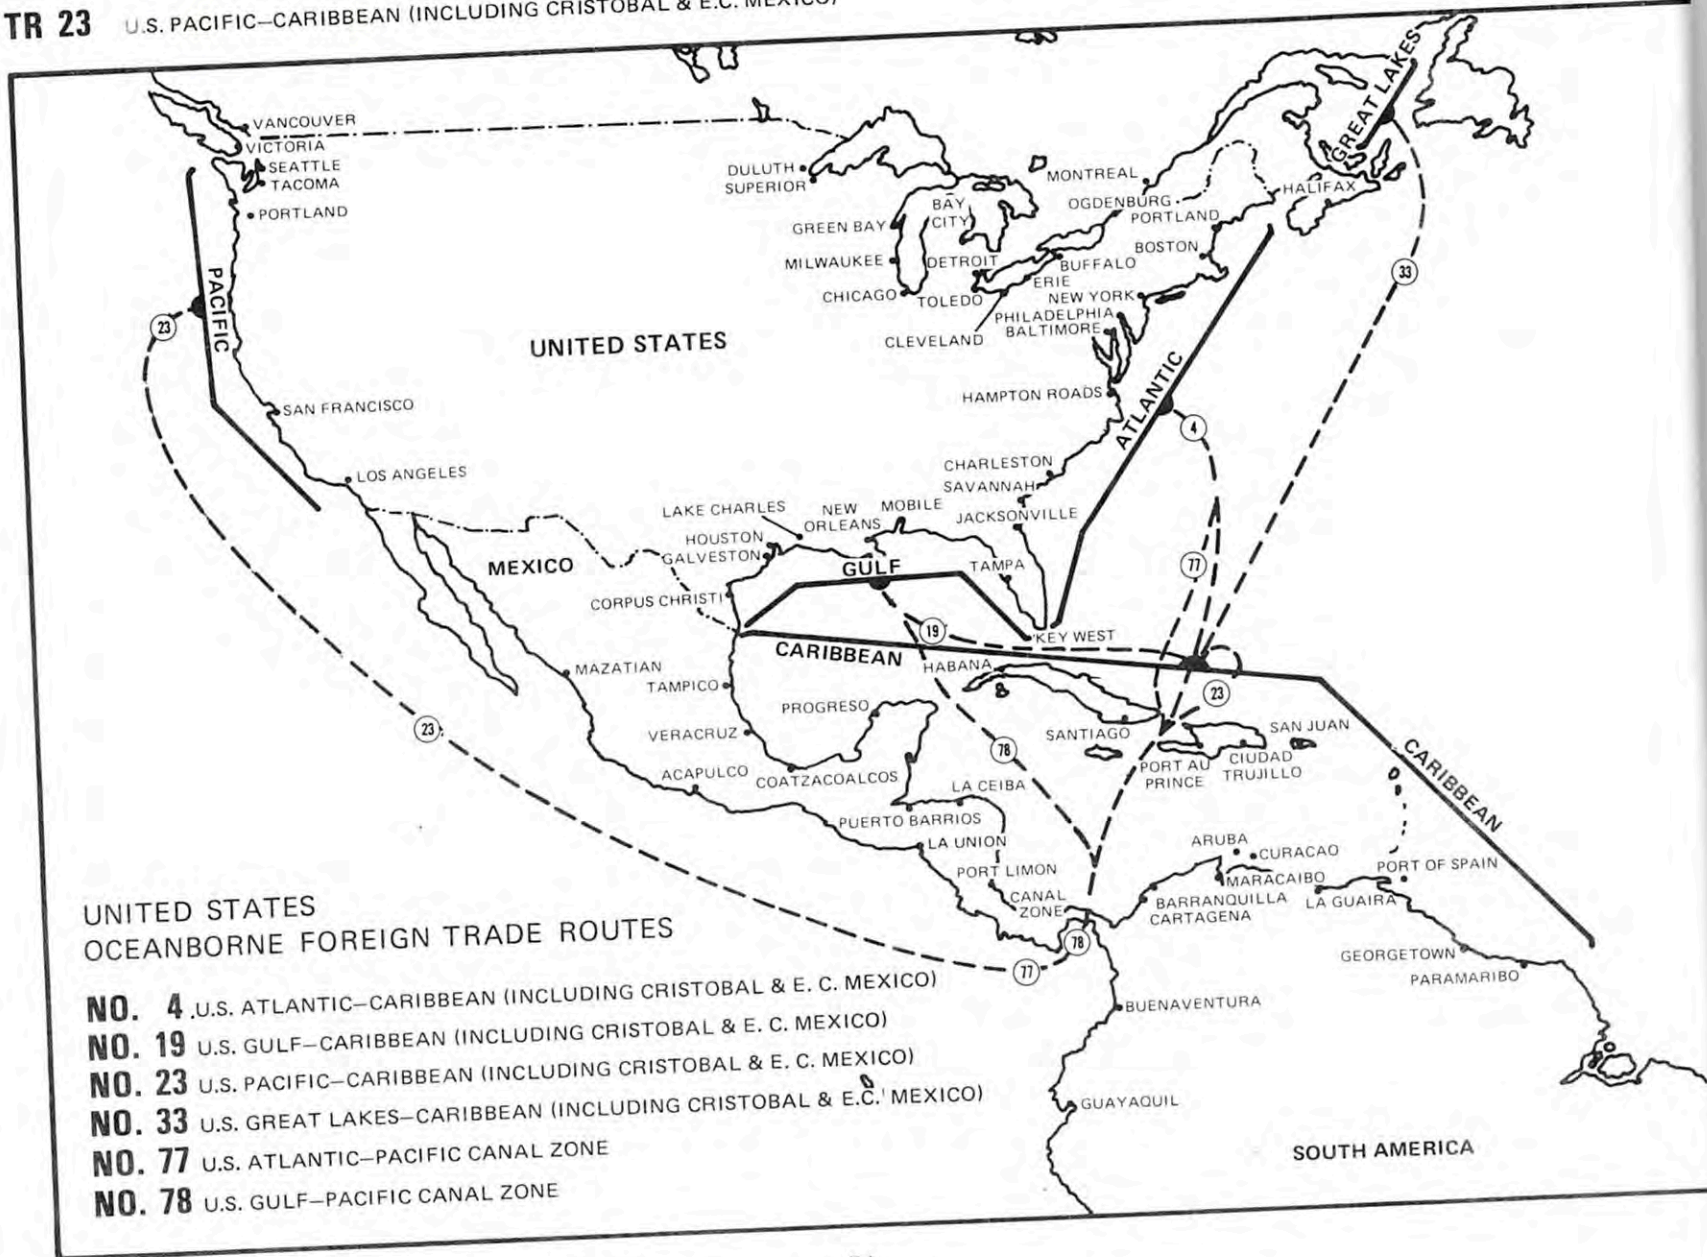 TR 23 U.S. PACIFIC–CARIBBEAN (INCLUDING CRISTOBAL & E.C. MEXICO)
GREAT LAKES
VANCOUVER
VICTORIA
SEATTLE
TACOMA
PORTLAND
DULUTH
SUPERIOR
MONTREAL
HALIFAX
OGDENBURG
PORTLAND
BAY
CITY
GREEN BAY
BOSTON
MILWAUKEE
DETROIT
BUFFALO
33
ERIE
CHICAGO
TOLEDO
NEW YORK
PACIFIC
23
PHILADELPHIA
BALTIMORE
CLEVELAND
UNITED STATES
ATLANTIC
HAMPTON ROADS
SAN FRANCISCO
4
CHARLESTON
LOS ANGELES
SAVANNAH
LAKE CHARLES
NEW
ORLEANS
MOBILE
JACKSONVILLE
HOUSTON
GALVESTON
MEXICO
GULF
TAMPA
77
CORPUS CHRISTI
19
KEY WEST
CARIBBEAN
HABANA
MAZATIAN
TAMPICO
23
PROGRESO
VERACRUZ
23
SANTIAGO
SAN JUAN
78
PORT AU
PRINCE
CIUDAD
TRUJILLO
CARIBBEAN
ACAPULCO
COATZACOALCOS
LA CEIBA
PUERTO BARRIOS
LA UNION
ARUBA
CURACAO
PORT OF SPAIN
PORT LIMON
MARACAIBO
CANAL
ZONE
BARRANQUILLA
CARTAGENA
LA GUAIRA
78
77
GEORGETOWN
PARAMARIBO
BUENAVENTURA
GUAYAQUIL
SOUTH AMERICA
UNITED STATES
OCEANBORNE FOREIGN TRADE ROUTES
NO. 4 .U.S. ATLANTIC–CARIBBEAN (INCLUDING CRISTOBAL & E. C. MEXICO)
NO. 19 U.S. GULF–CARIBBEAN (INCLUDING CRISTOBAL & E. C. MEXICO)
NO. 23 U.S. PACIFIC–CARIBBEAN (INCLUDING CRISTOBAL & E. C. MEXICO)
NO. 33 U.S. GREAT LAKES–CARIBBEAN (INCLUDING CRISTOBAL & E.C. MEXICO)
NO. 77 U.S. ATLANTIC–PACIFIC CANAL ZONE
NO. 78 U.S. GULF–PACIFIC CANAL ZONE